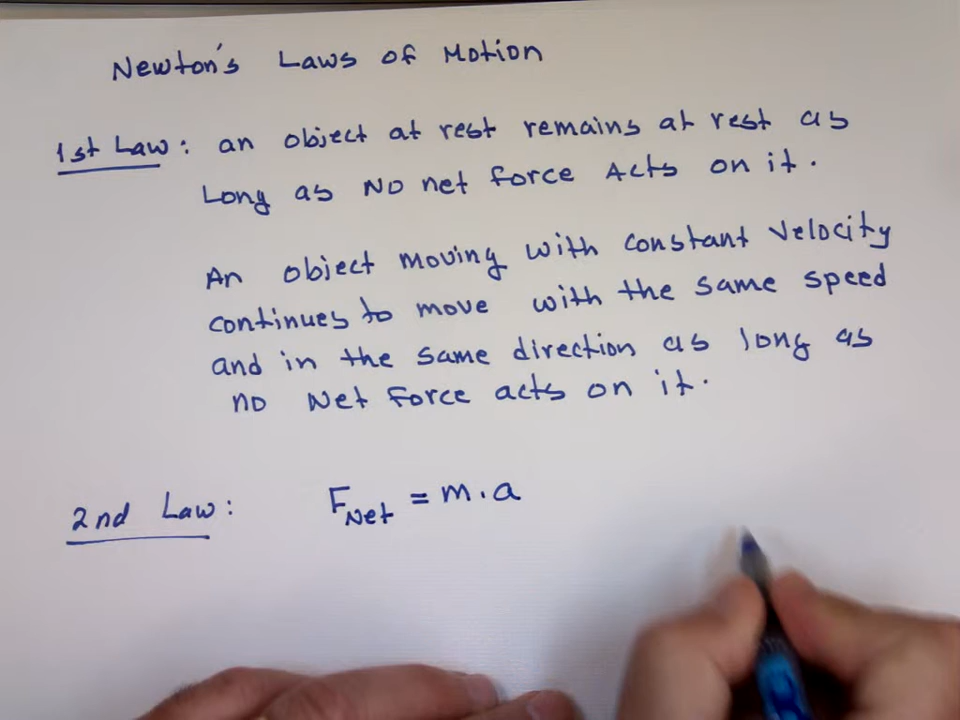 Newton's Laws of Motion
1st Law: an object at rest remains at rest as
Long as NO net force Acts on it.
An object moving with constant velocity
continues to move with the same speed
and in the same direction as long as
no Net force acts on it.
2nd Law: F_Net = m.a